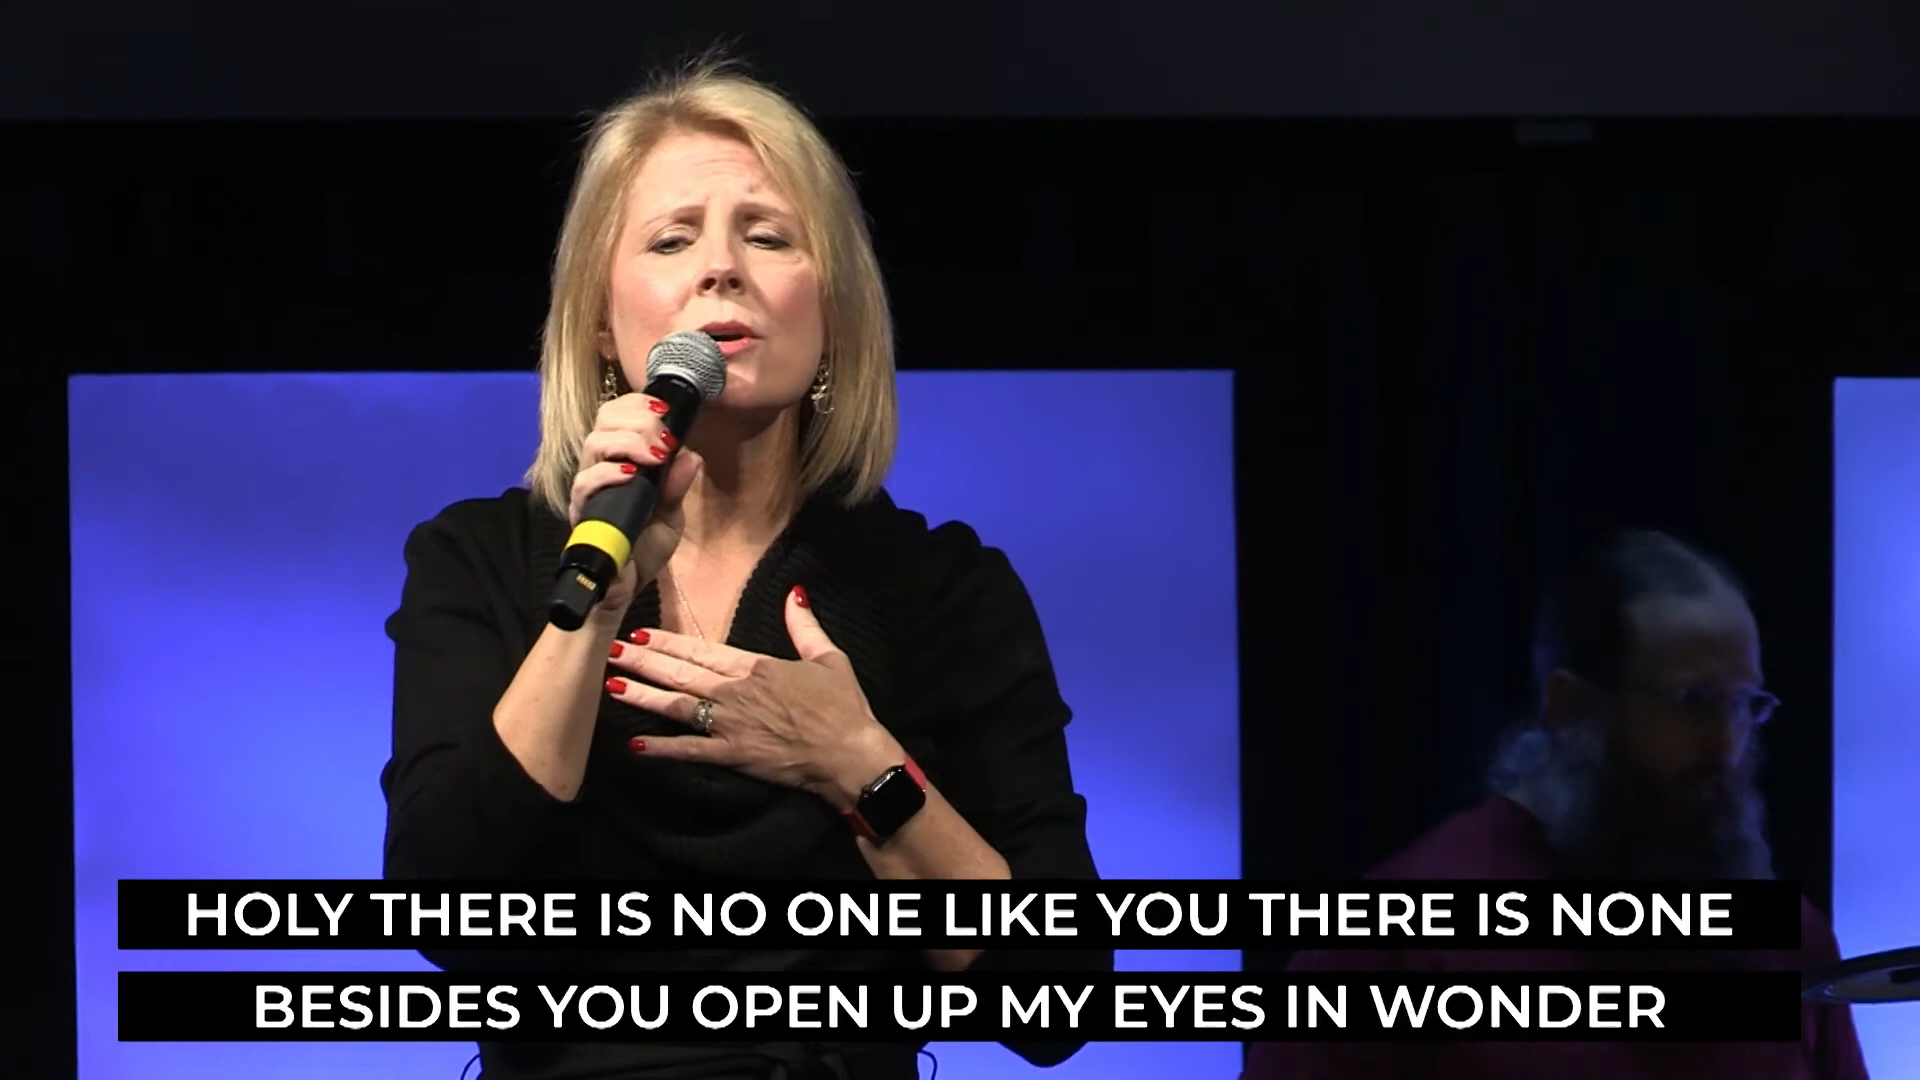 HOLY THERE IS NO ONE LIKE YOU THERE IS NONE
BESIDES YOU OPEN UP MY EYES IN WONDER